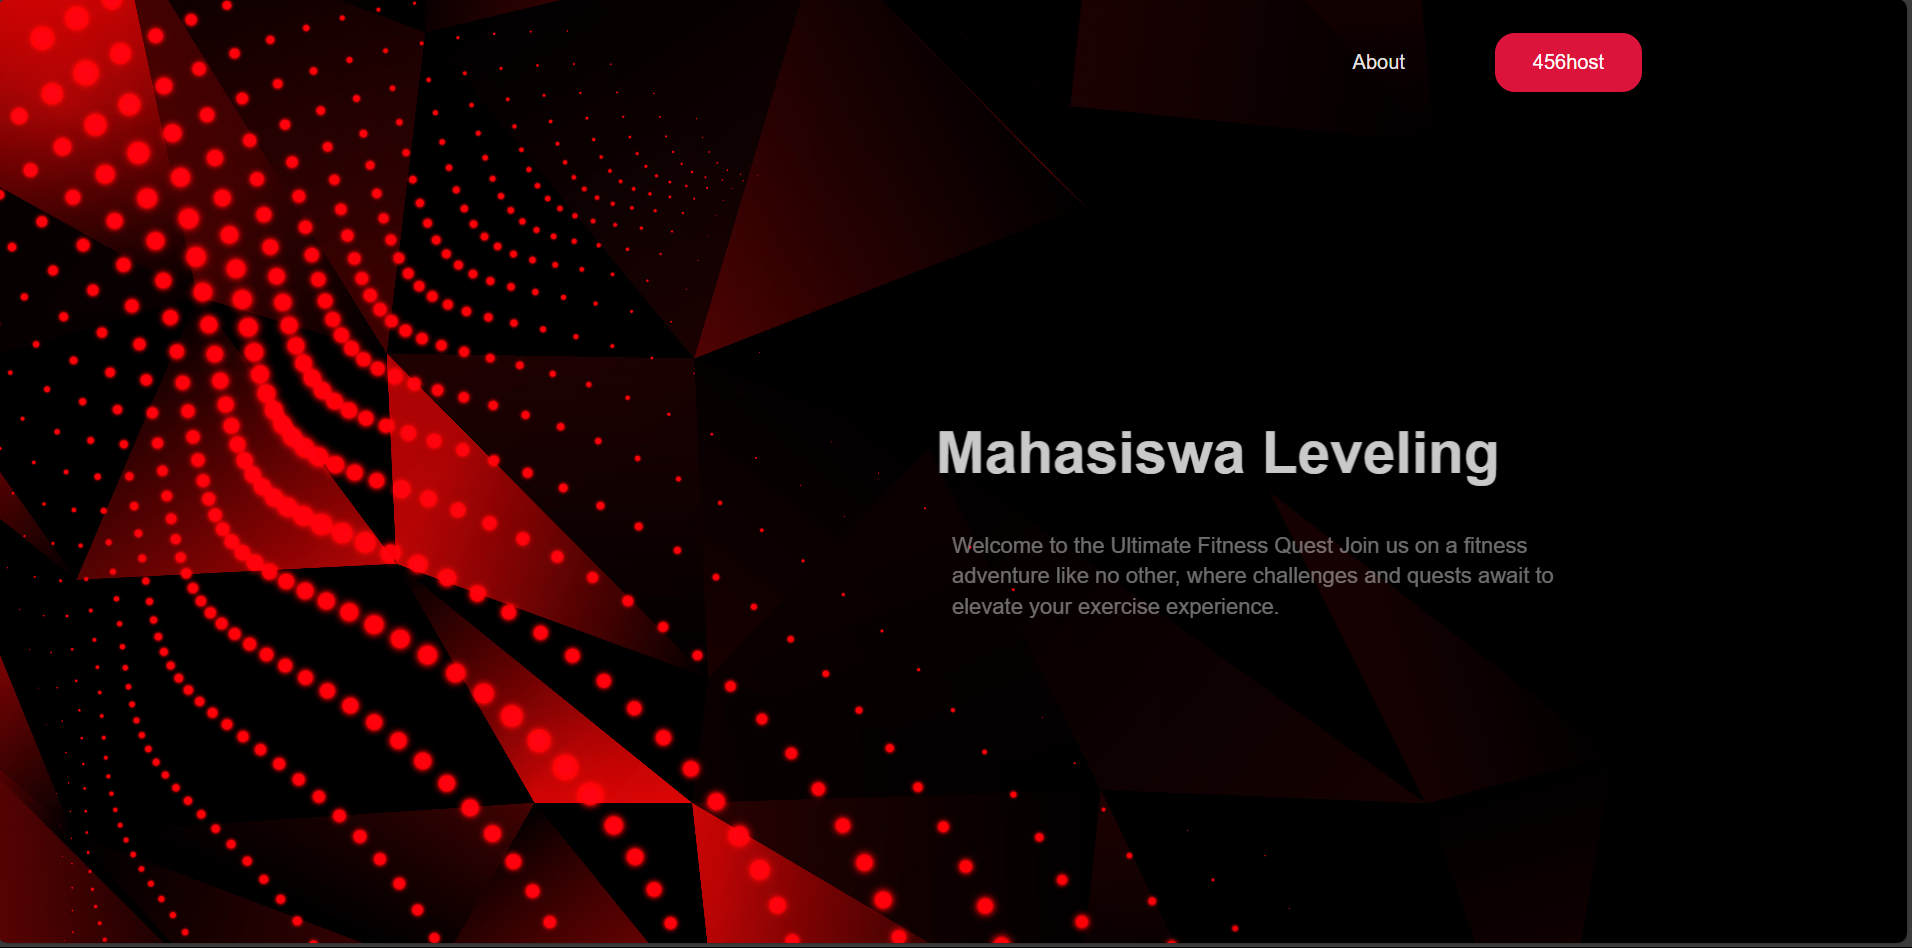 About
456host
Mahasiswa Leveling
Welcome to the Ultimate Fitness Quest Join us on a fitness
adventure like no other, where challenges and quests await to
elevate your exercise experience.